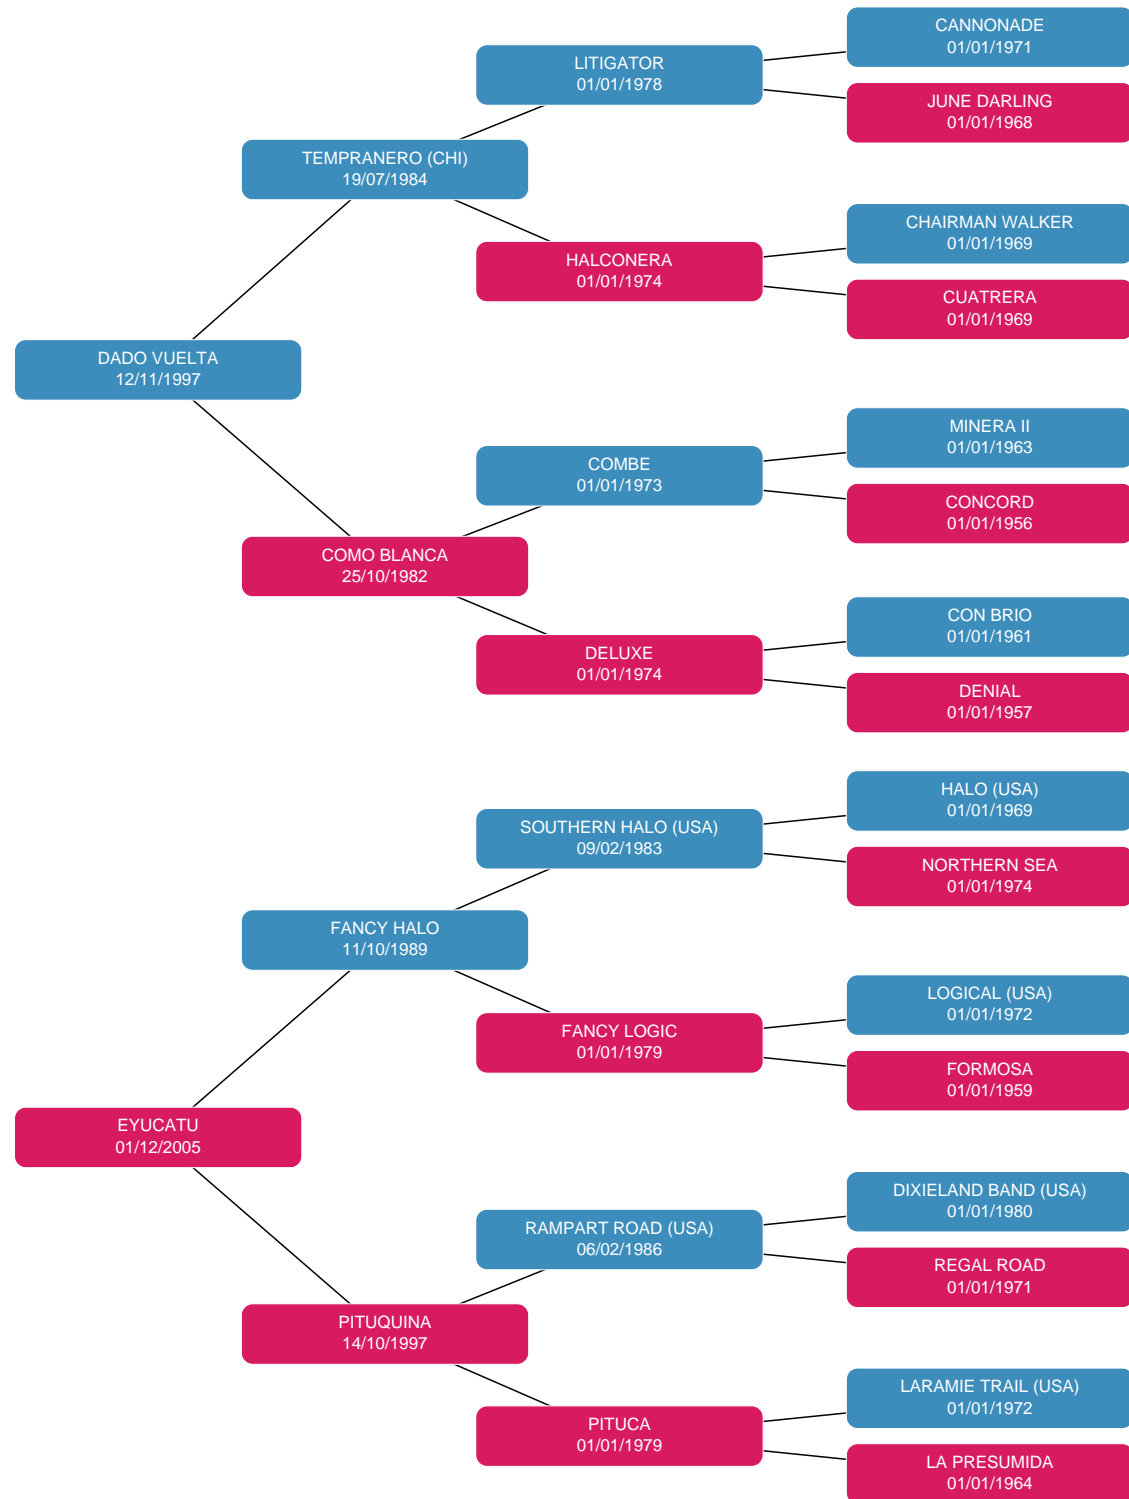 CANNONADE
01/01/1971
LITIGATOR
01/01/1978
JUNE DARLING
01/01/1968
TEMPRANERO (CHI)
19/07/1984
CHAIRMAN WALKER
01/01/1969
HALCONERA
01/01/1974
CUATRERA
01/01/1969
DADO VUELTA
12/11/1997
MINERA II
01/01/1963
COMBE
01/01/1973
CONCORD
01/01/1956
COMO BLANCA
25/10/1982
CON BRIO
01/01/1961
DELUXE
01/01/1974
DENIAL
01/01/1957
HALO (USA)
01/01/1969
SOUTHERN HALO (USA)
09/02/1983
NORTHERN SEA
01/01/1974
FANCY HALO
11/10/1989
LOGICAL (USA)
01/01/1972
FANCY LOGIC
01/01/1979
FORMOSA
01/01/1959
EYUCATU
01/12/2005
DIXIELAND BAND (USA)
01/01/1980
RAMPART ROAD (USA)
06/02/1986
REGAL ROAD
01/01/1971
PITUQUINA
14/10/1997
LARAMIE TRAIL (USA)
01/01/1972
PITUCA
01/01/1979
LA PRESUMIDA
01/01/1964